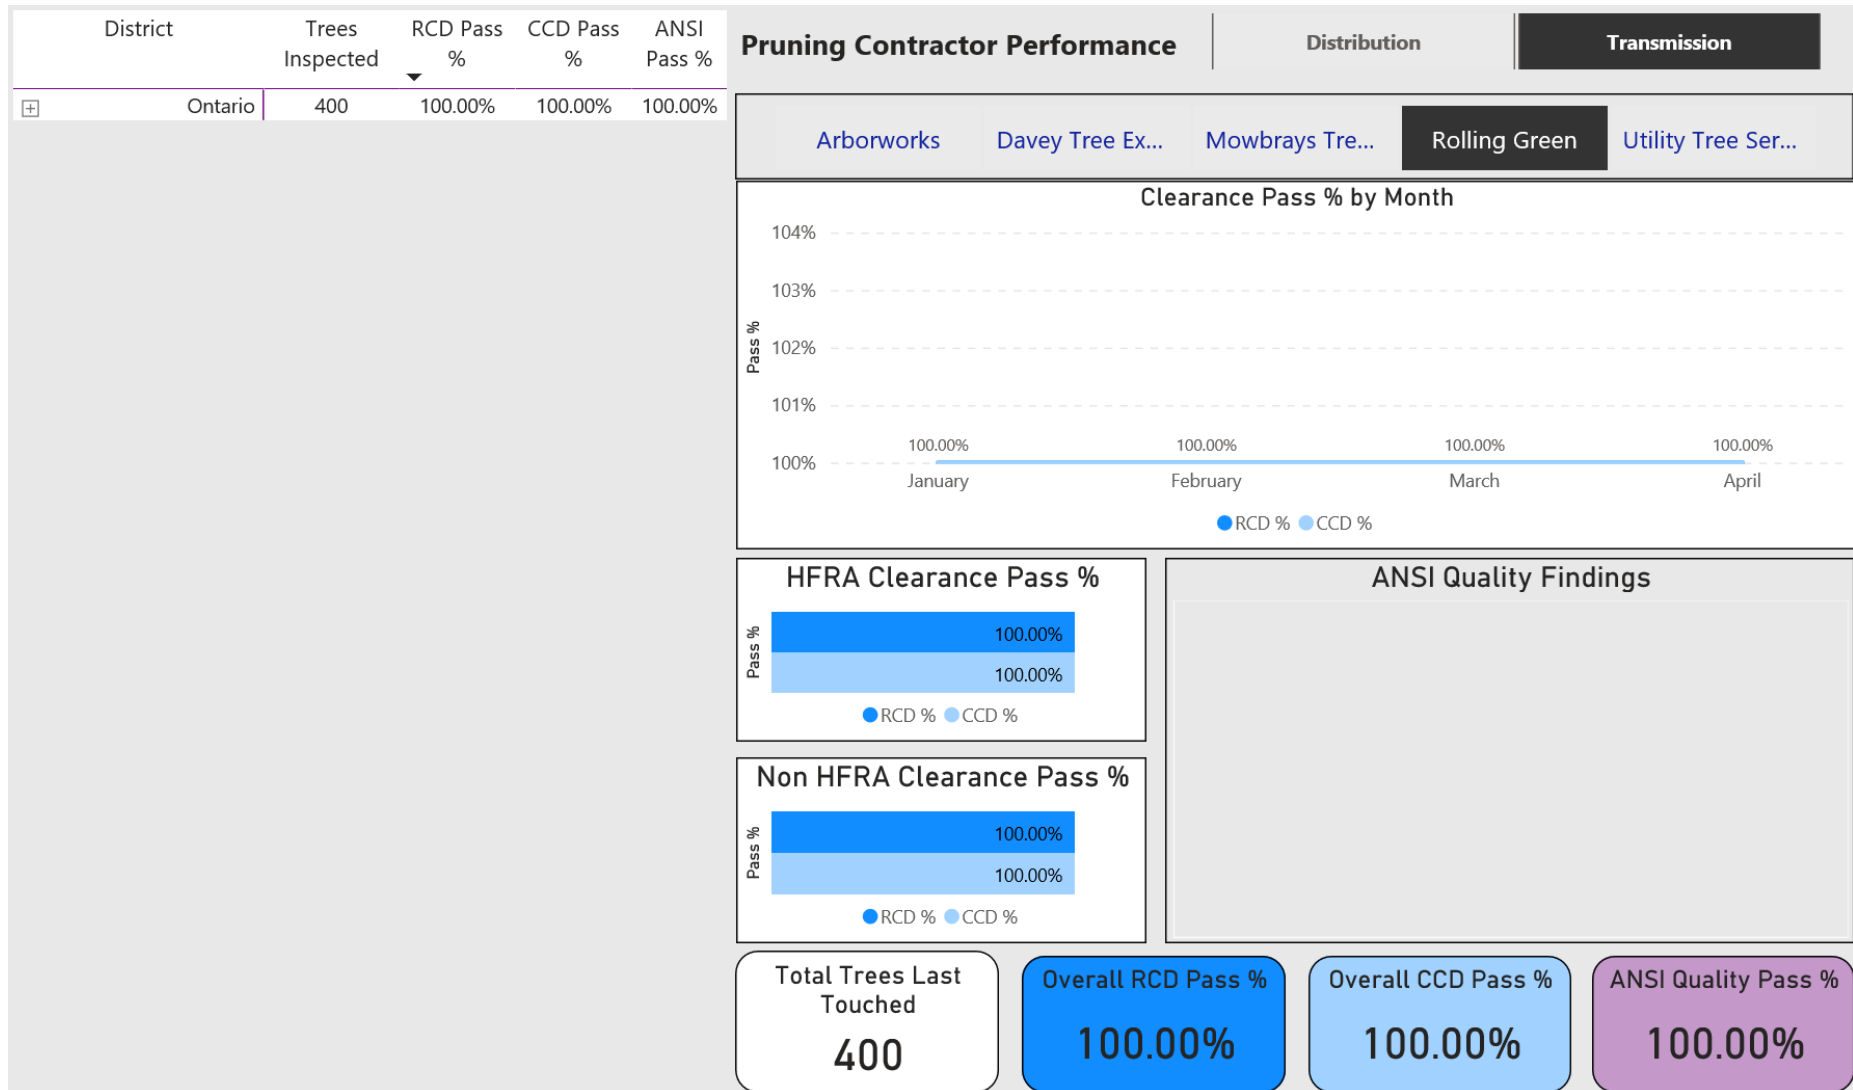 District Trees Inspected RCD Pass % CCD Pass % ANSI Pass %
Ontario 400 100.00% 100.00% 100.00%
Pruning Contractor Performance
Distribution
Transmission
Arborworks
Davey Tree Ex...
Mowbrays Tre...
Rolling Green
Utility Tree Ser...
Clearance Pass % by Month
Pass %
104%
103%
102%
101%
100%
100.00% 100.00% 100.00% 100.00%
January February March April
RCD % CCD %
HFRA Clearance Pass %
Pass %
100.00%
100.00%
RCD % CCD %
ANSI Quality Findings
Non HFRA Clearance Pass %
Pass %
100.00%
100.00%
RCD % CCD %
Total Trees Last
Touched
400
Overall RCD Pass %
100.00%
Overall CCD Pass %
100.00%
ANSI Quality Pass %
100.00%